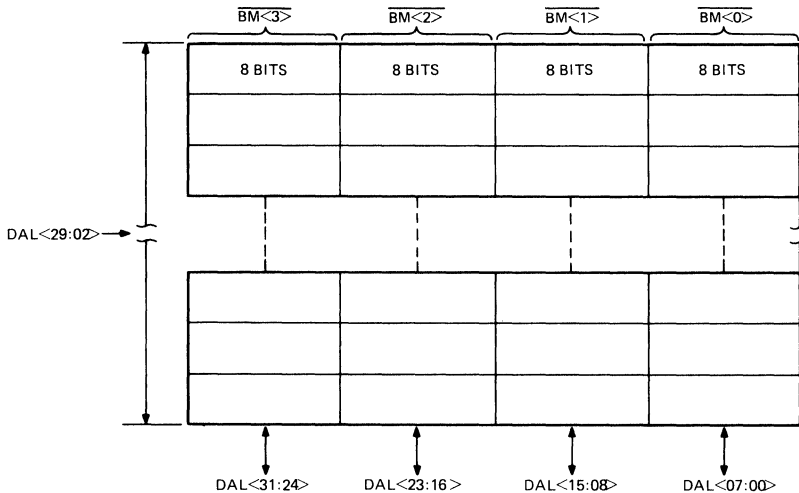 BM<3> BM<2> BM<1> BM<0>
8 BITS 8 BITS 8 BITS 8 BITS
DAL<29:02>
DAL<31:24> DAL<23:16> DAL<15:08> DAL<07:00>